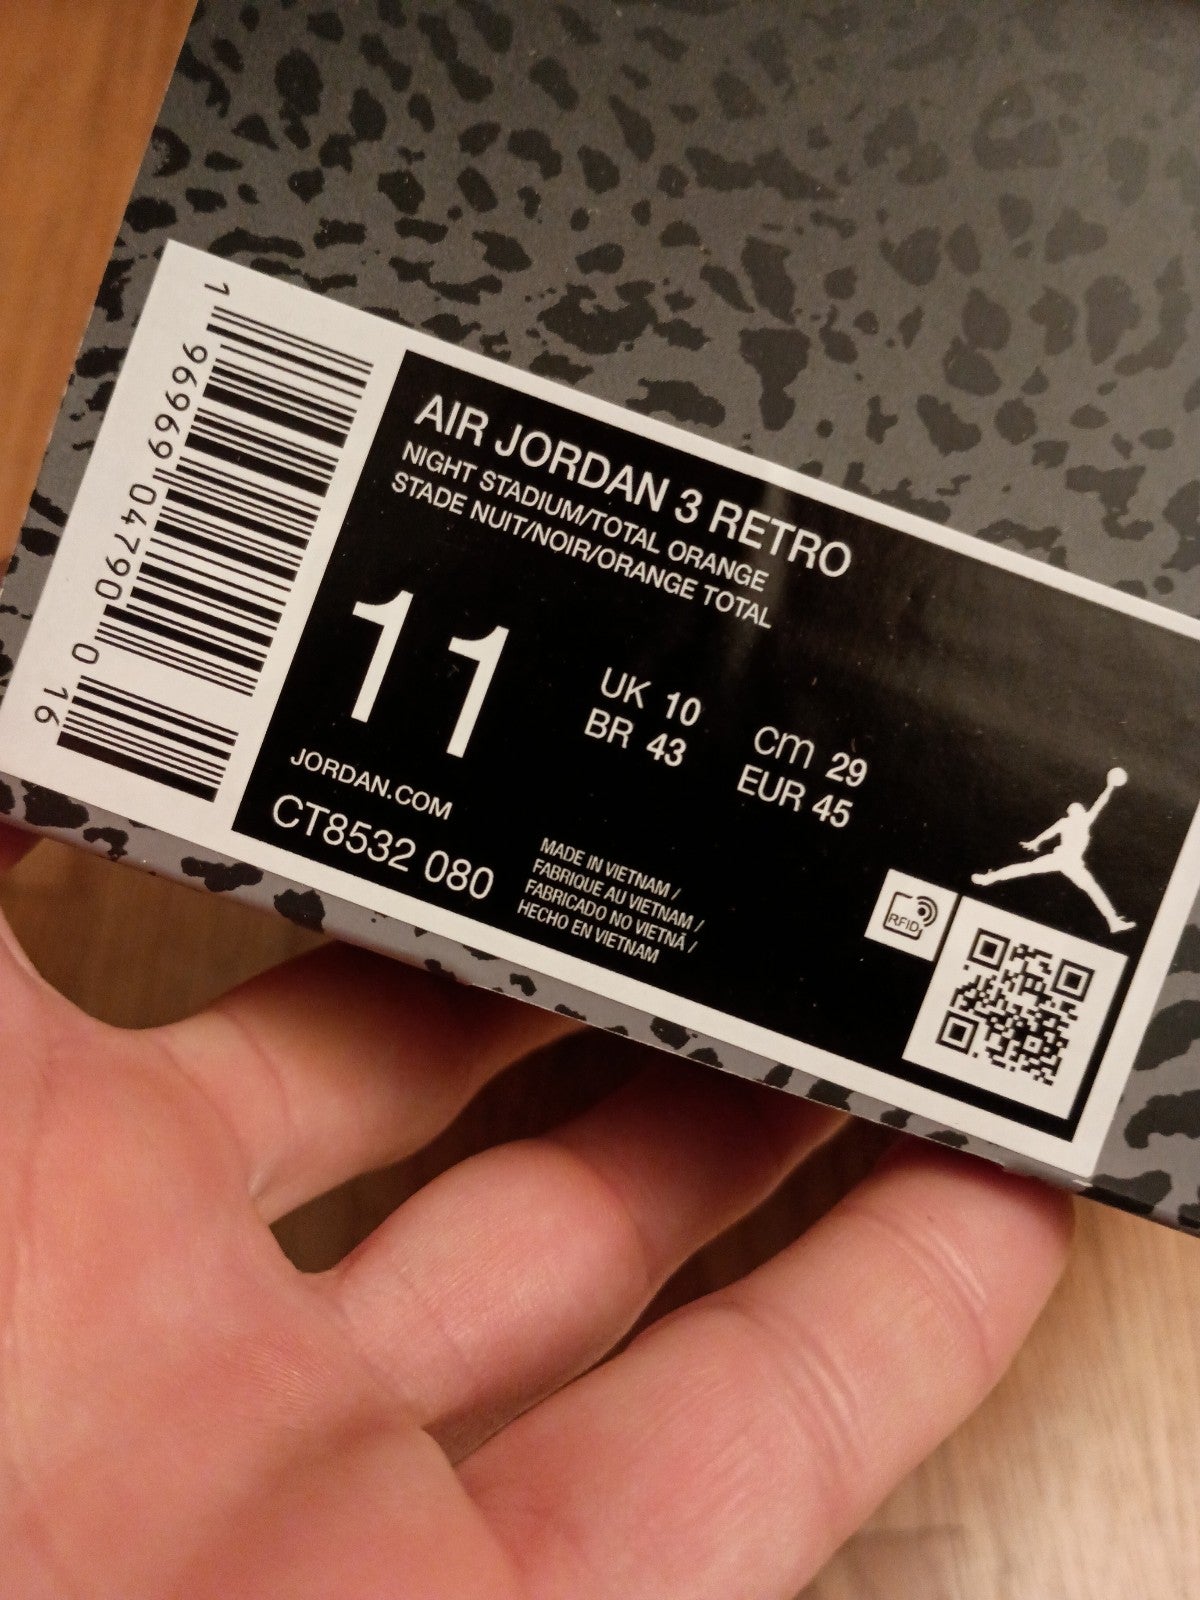 AIR JORDAN 3 RETRO
NIGHT STADIUM/TOTAL ORANGE
STADE NUIT/NOIR/ORANGE TOTAL
11
UK 10
BR 43
cm 29
EUR 45
JORDAN.COM
CT8532 080
MADE IN VIETNAM /
FABRIQUE AU VIETNAM /
FABRICADO NO VIETNÃ /
HECHO EN VIETNAM
RFID
1 96969 04790 0 16